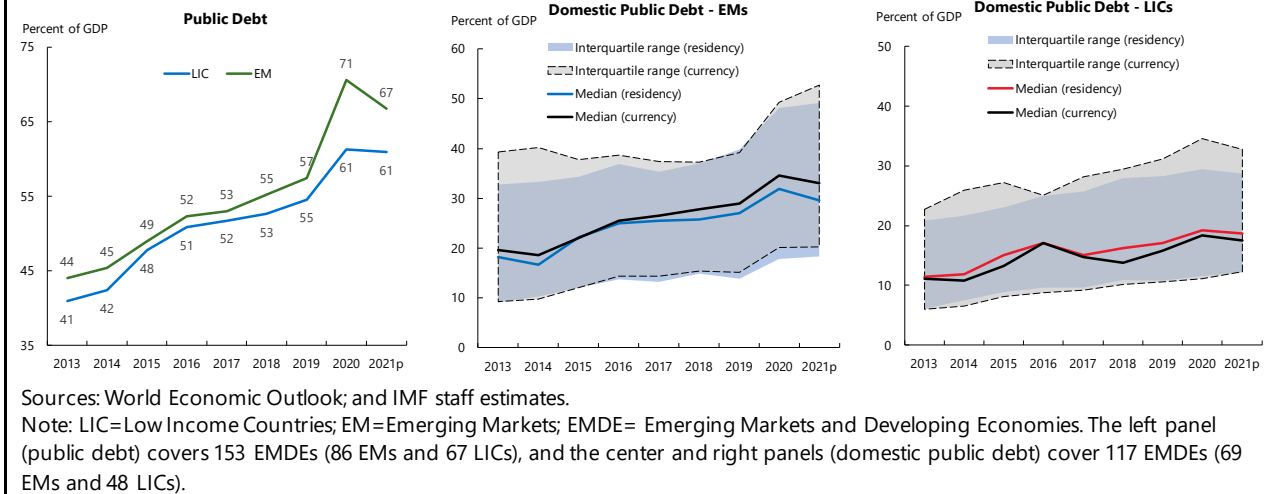 Public Debt
Percent of GDP
75
65
55
45
35
LIC
EM
44
45
49
52
53
55
57
71
67
41
42
48
51
52
53
55
61
61
2013 2014 2015 2016 2017 2018 2019 2020 2021p
Domestic Public Debt - EMs
Percent of GDP
60
50
40
30
20
10
0
Interquartile range (residency)
Interquartile range (currency)
Median (residency)
Median (currency)
2013 2014 2015 2016 2017 2018 2019 2020 2021p
Domestic Public Debt - LICs
Percent of GDP
50
40
30
20
10
0
Interquartile range (residency)
Interquartile range (currency)
Median (residency)
Median (currency)
2013 2014 2015 2016 2017 2018 2019 2020 2021p
Sources: World Economic Outlook; and IMF staff estimates.
Note: LIC=Low Income Countries; EM=Emerging Markets; EMDE= Emerging Markets and Developing Economies. The left panel
(public debt) covers 153 EMDEs (86 EMs and 67 LICs), and the center and right panels (domestic public debt) cover 117 EMDEs (69
EMs and 48 LICs).